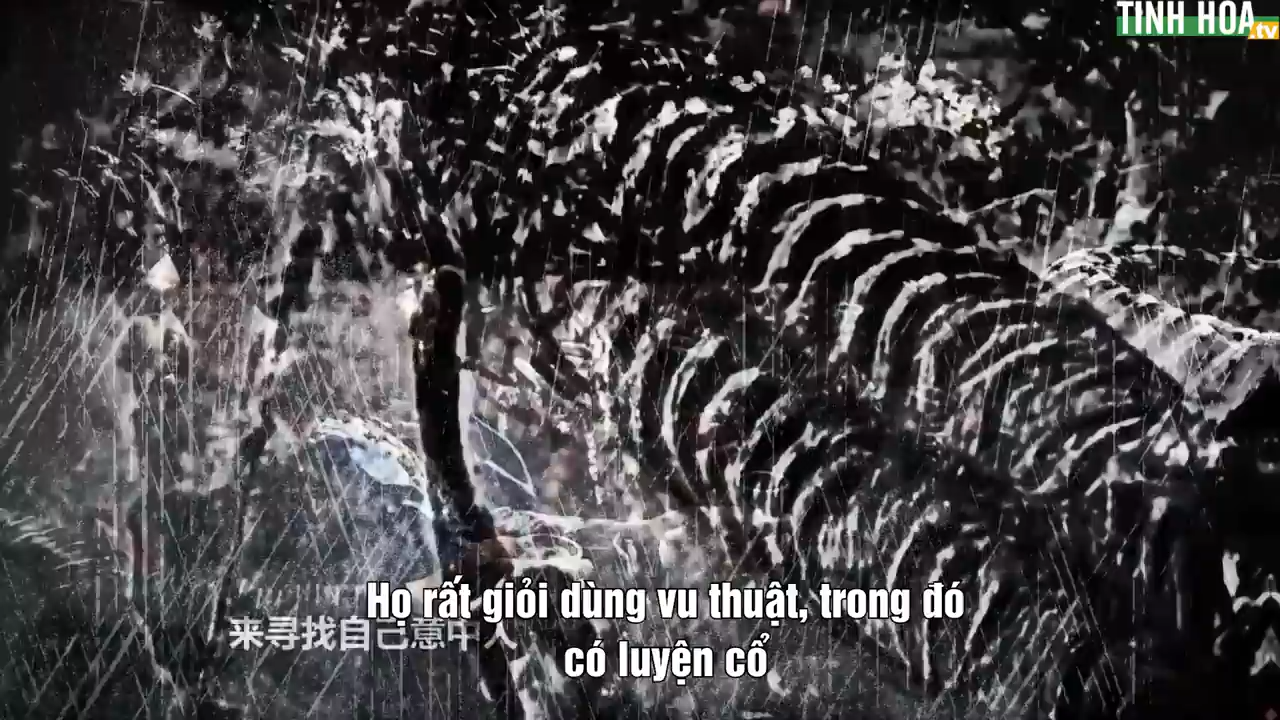 TINH HOA
.tv
Họ rất giỏi dùng vu thuật, trong đó
来寻找自己意中人
có luyện cổ